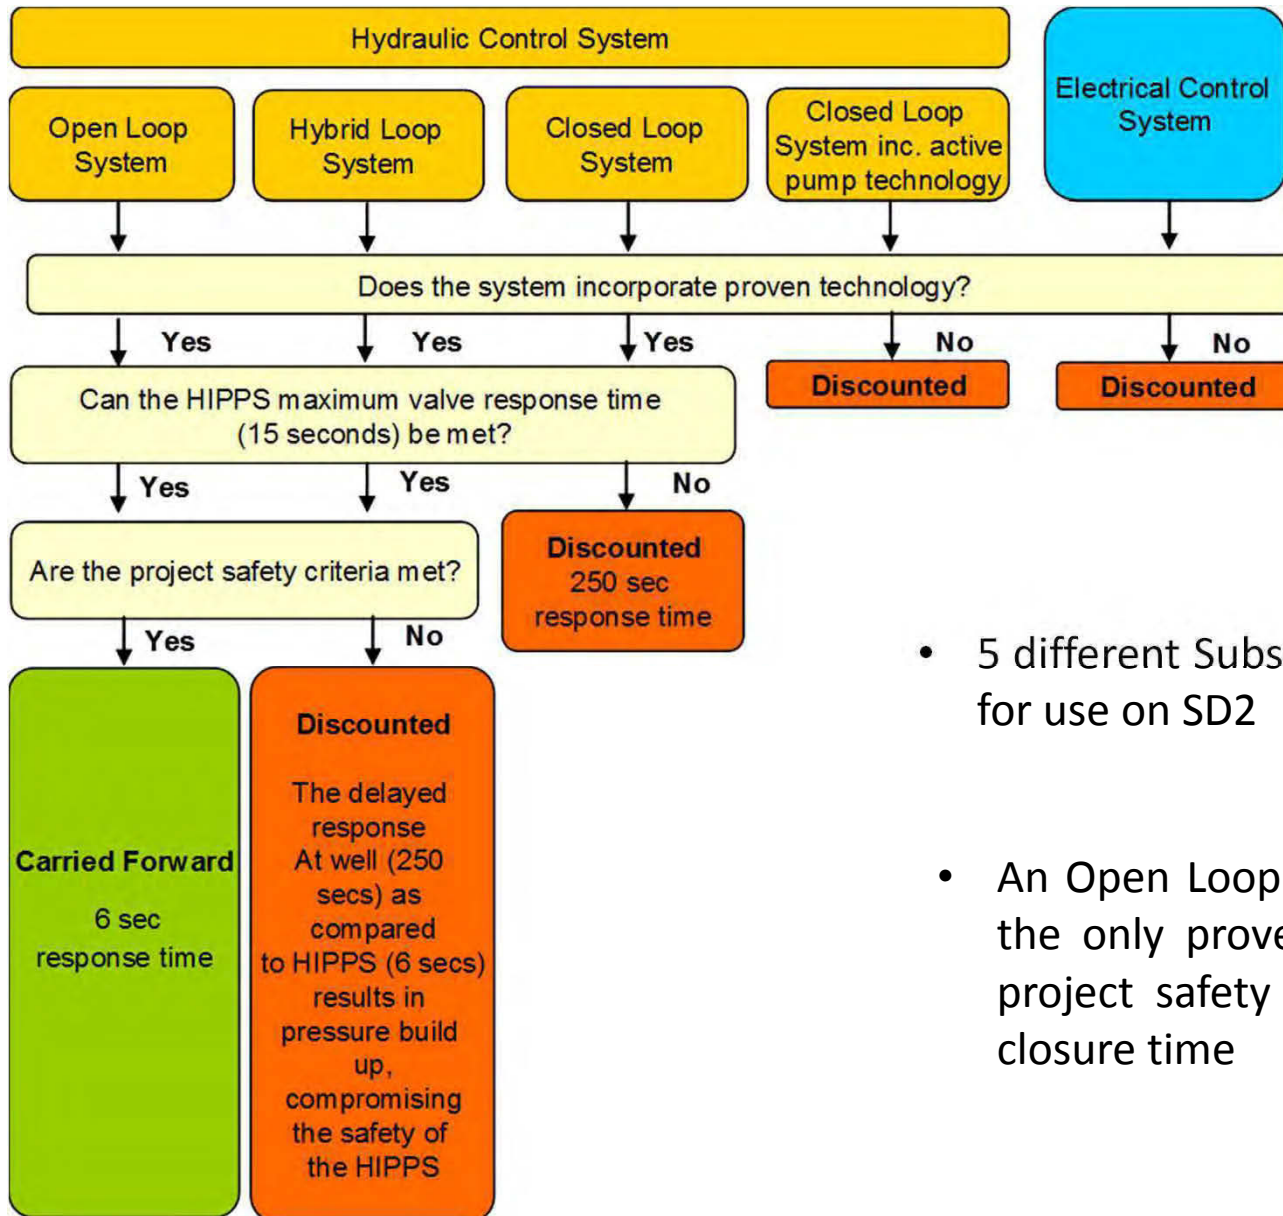 Hydraulic Control System
Electrical Control
System
Open Loop
System
Hybrid Loop
System
Closed Loop
System
Closed Loop
System inc. active
pump technology
Does the system incorporate proven technology?
Yes
Yes
Yes
No
No
Can the HIPPS maximum valve response time
(15 seconds) be met?
Discounted
Discounted
Yes
Yes
No
Are the project safety criteria met?
Discounted
250 sec
response time
Yes
No
Carried Forward
6 sec
response time
Discounted
The delayed
response
At well (250
secs) as
compared
to HIPPS (6 secs)
results in
pressure build
up,
compromising
the safety of
the HIPPS
• 5 different Subs
for use on SD2
• An Open Loop
the only prove
project safety
closure time